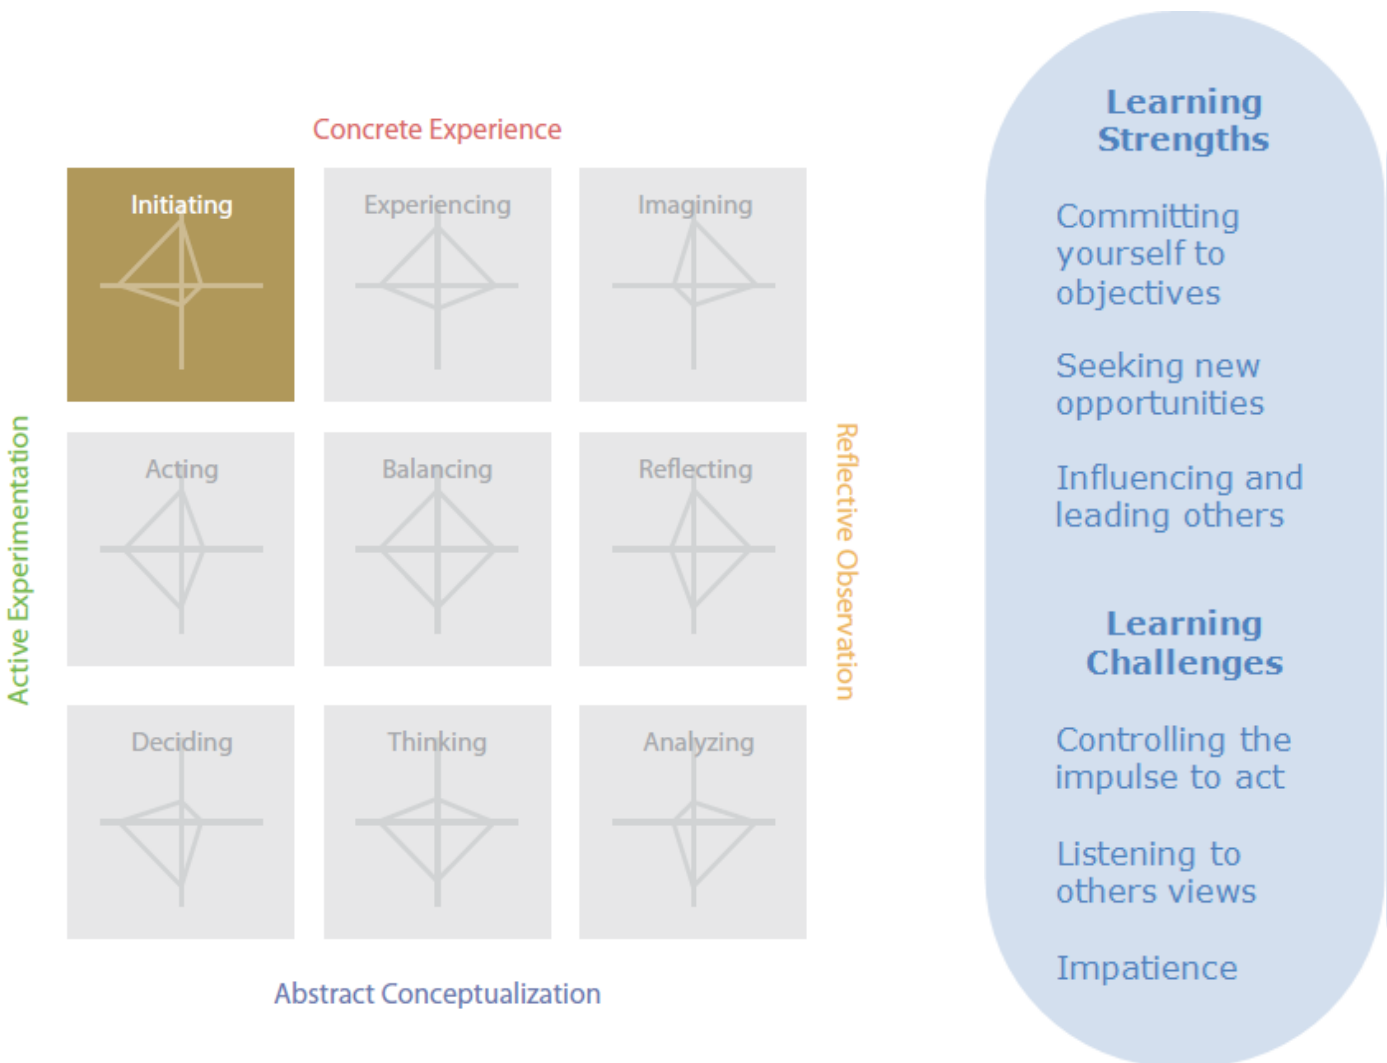 Concrete Experience
Initiating
Experiencing
Imagining
Active Experimentation
Acting
Balancing
Reflecting
Reflective Observation
Deciding
Thinking
Analyzing
Abstract Conceptualization
Learning
Strengths
Committing
yourself to
objectives
Seeking new
opportunities
Influencing and
leading others
Learning
Challenges
Controlling the
impulse to act
Listening to
others views
Impatience